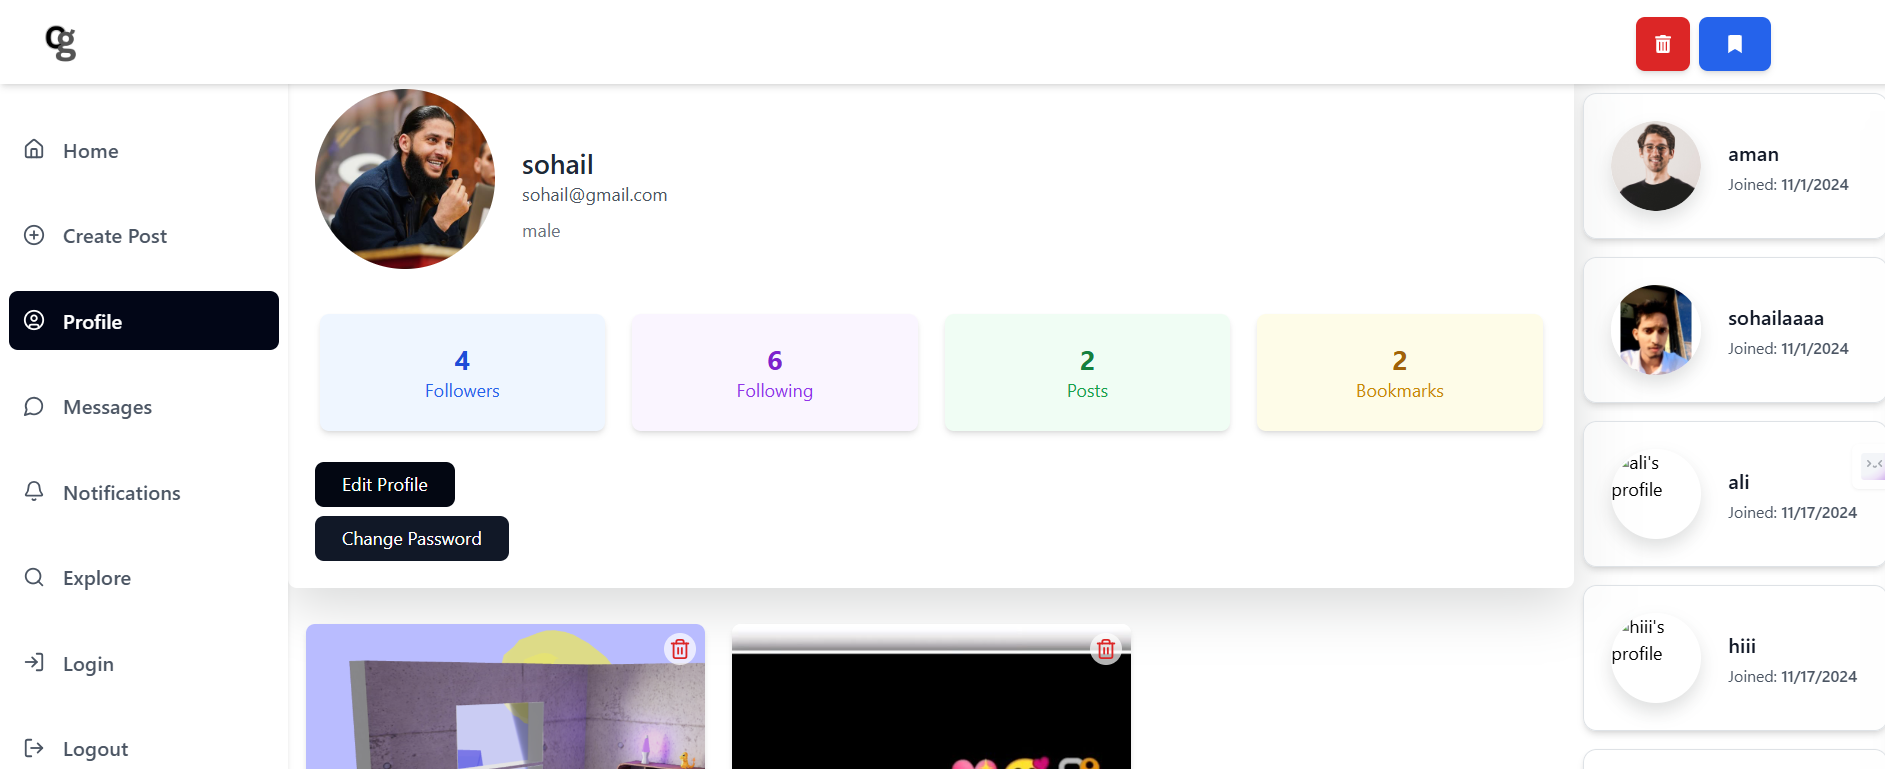 cg
Home
Create Post
Profile
Messages
Notifications
Explore
Login
Logout
sohail
sohail@gmail.com
male
4
Followers
6
Following
2
Posts
2
Bookmarks
Edit Profile
Change Password
aman
Joined: 11/1/2024
sohailaaaa
Joined: 11/1/2024
ali's
profile
ali
Joined: 11/17/2024
hiii's
profile
hiii
Joined: 11/17/2024